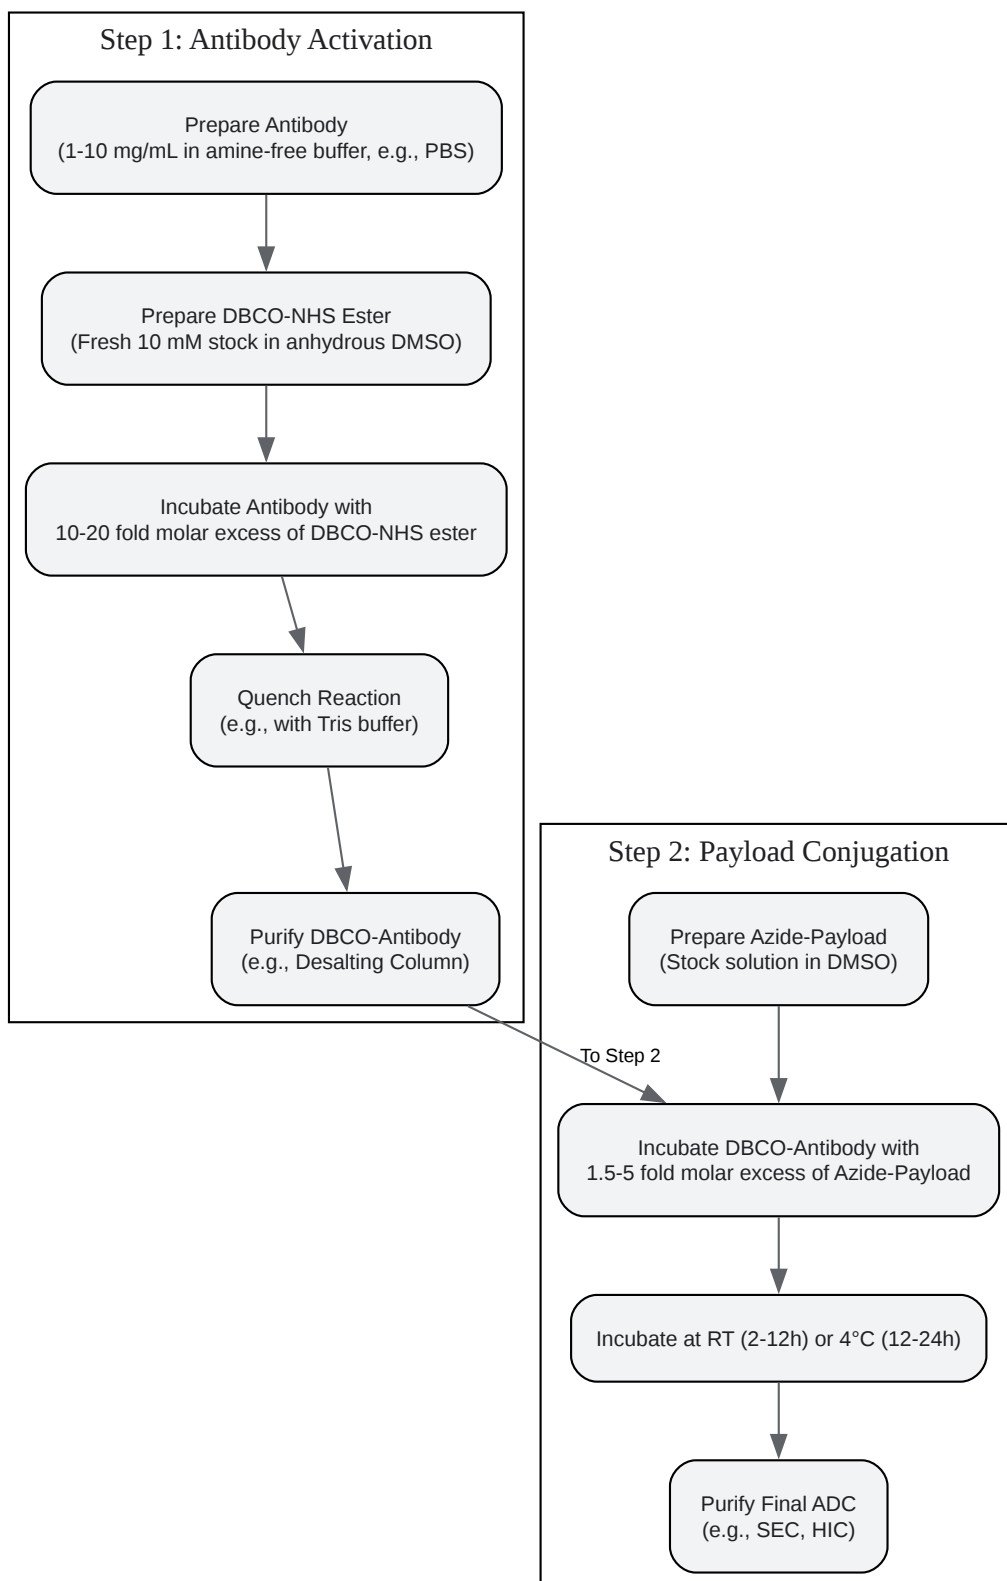 Step 1: Antibody Activation
Prepare Antibody
(1-10 mg/mL in amine-free buffer, e.g., PBS)
Prepare DBCO-NHS Ester
(Fresh 10 mM stock in anhydrous DMSO)
Incubate Antibody with
10-20 fold molar excess of DBCO-NHS ester
Quench Reaction
(e.g., with Tris buffer)
Purify DBCO-Antibody
(e.g., Desalting Column)
To Step 2
Step 2: Payload Conjugation
Prepare Azide-Payload
(Stock solution in DMSO)
Incubate DBCO-Antibody with
1.5-5 fold molar excess of Azide-Payload
Incubate at RT (2-12h) or 4°C (12-24h)
Purify Final ADC
(e.g., SEC, HIC)